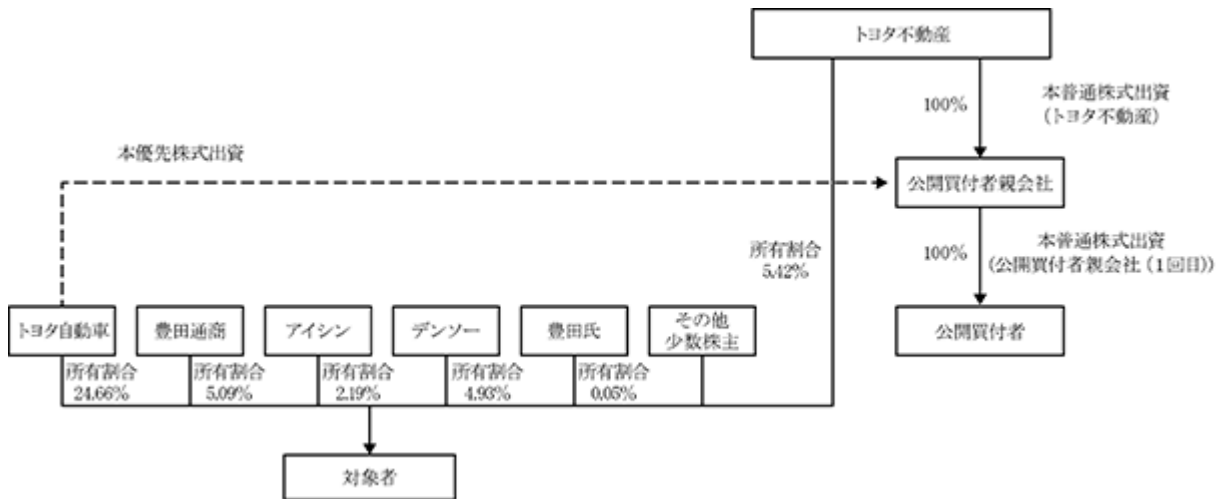 トヨタ不動産
100%
本普通株式出資
(トヨタ不動産)
本優先株式出資
公開買付者親会社
所有割合
5.42%
100%
本普通株式出資
(公開買付者親会社(1回目))
トヨタ自動車
豊田通商
アイシン
デンソー
豊田氏
その他
少数株主
公開買付者
所有割合
24.66%
所有割合
5.09%
所有割合
2.19%
所有割合
4.93%
所有割合
0.05%
対象者